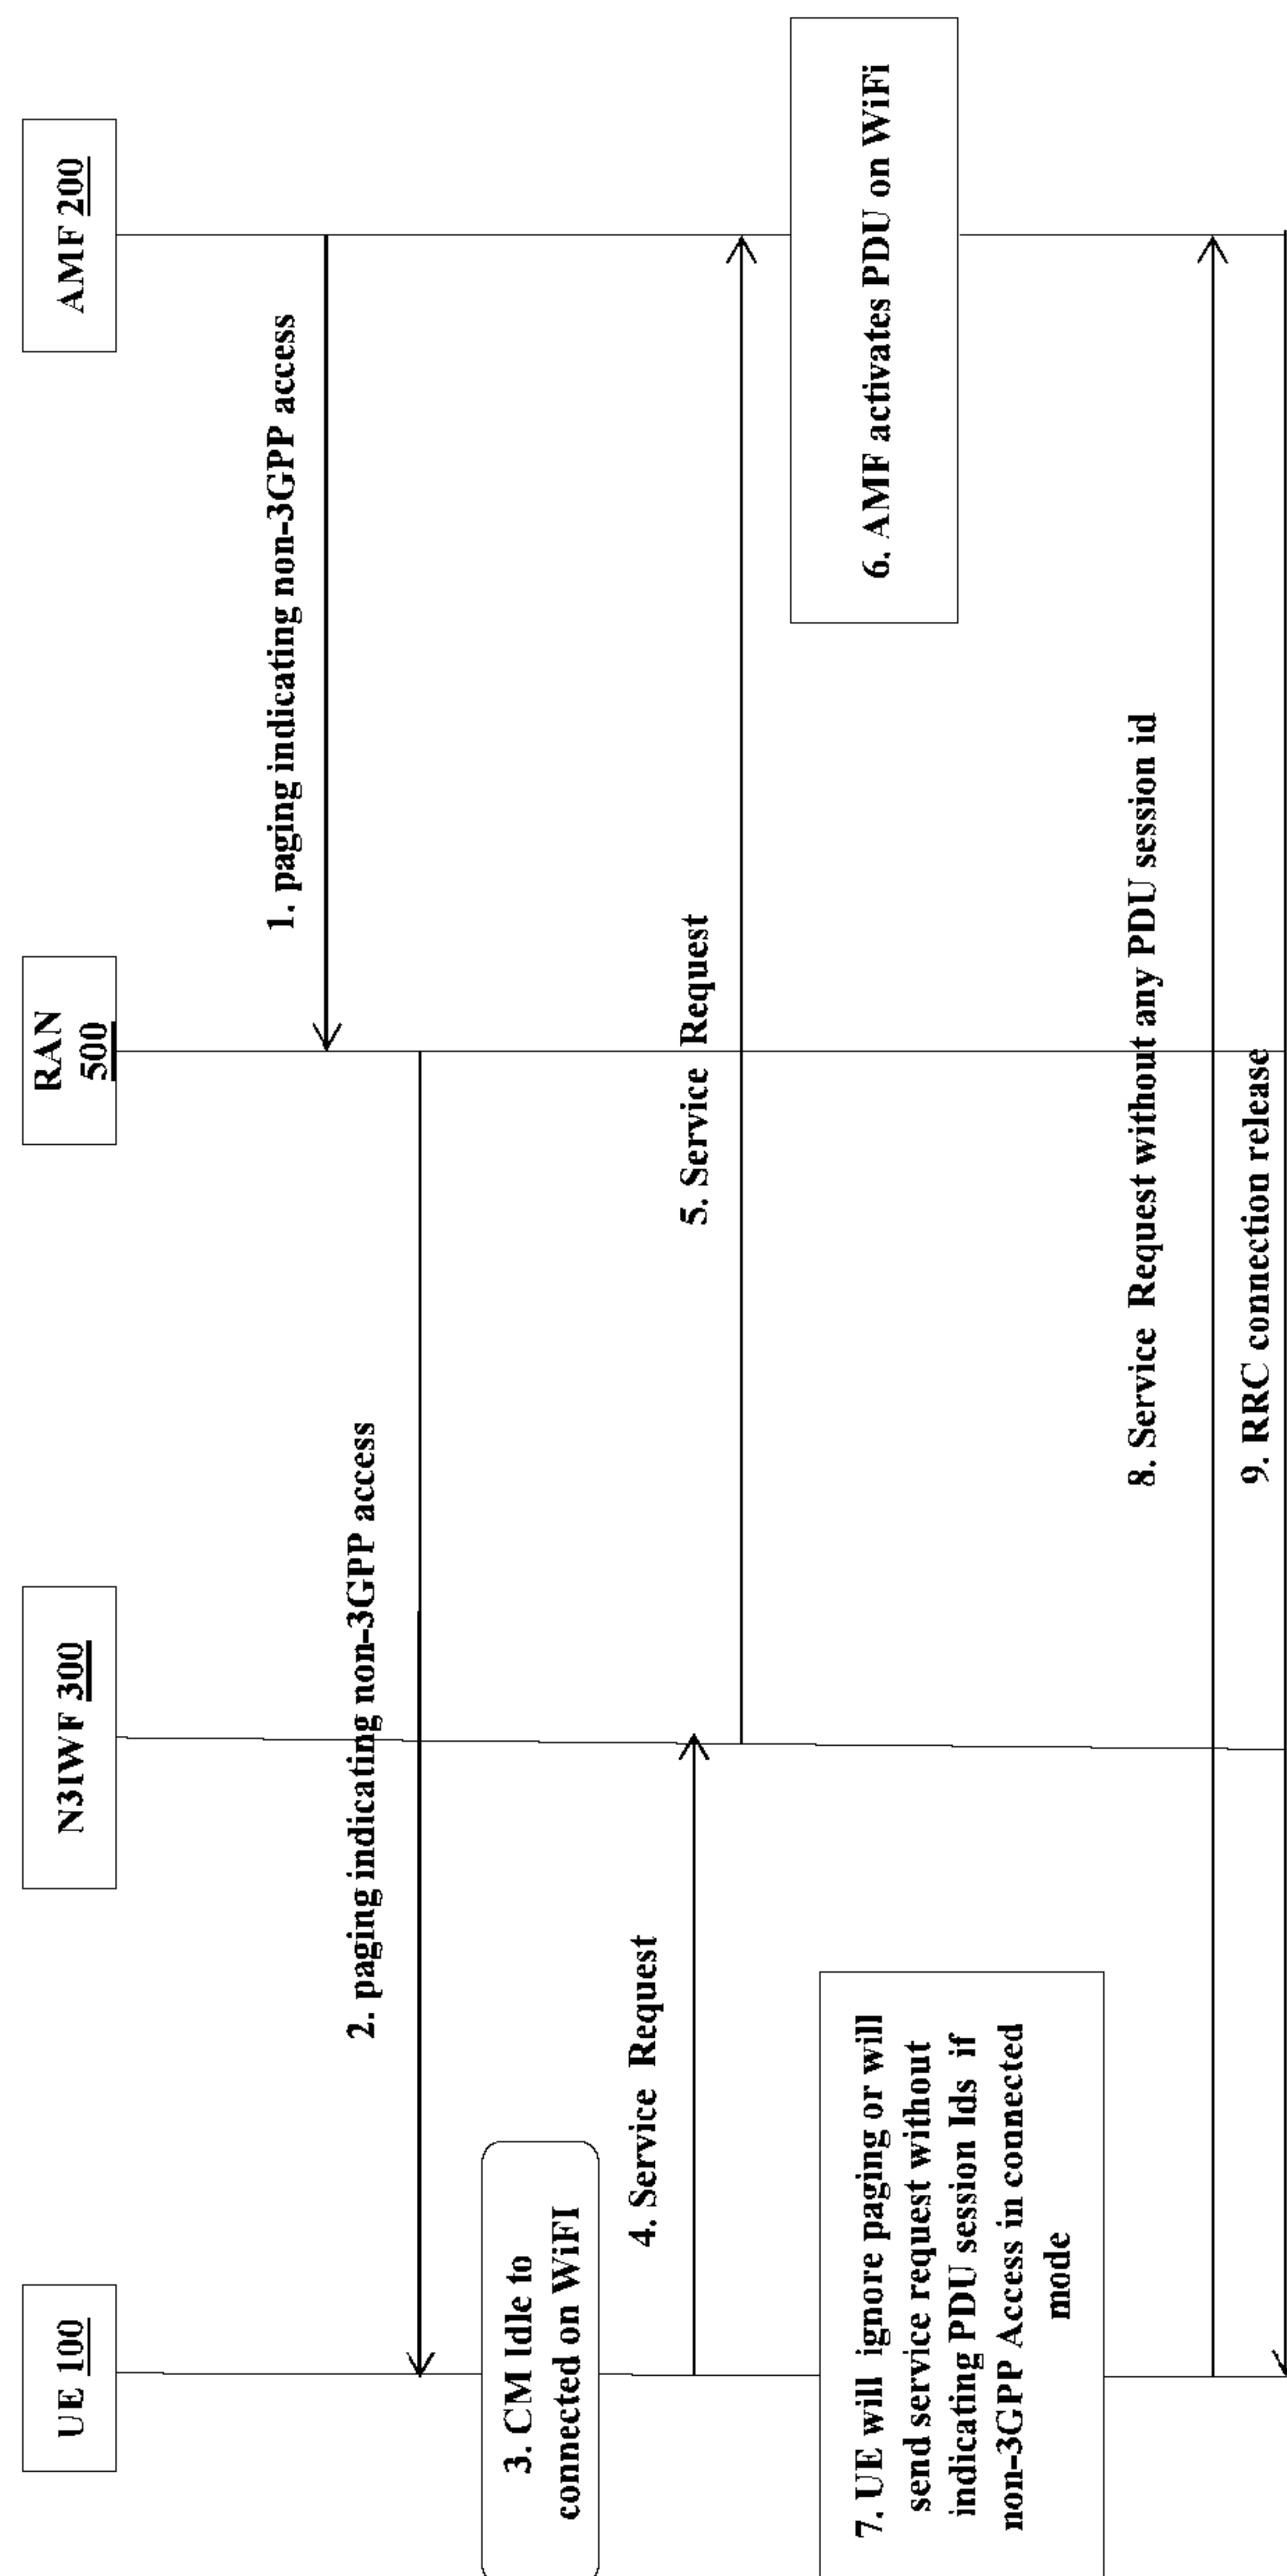 UE 100
N3IWF 300
RAN
500
AMF 200
1. paging indicating non-3GPP access
2. paging indicating non-3GPP access
3. CM Idle to
connected on WiFI
4. Service Request
5. Service Request
6. AMF activates PDU on WiFi
7. UE will ignore paging or will
send service request without
indicating PDU session Ids if
non-3GPP Access in connected
mode
8. Service Request without any PDU session id
9. RRC connection release